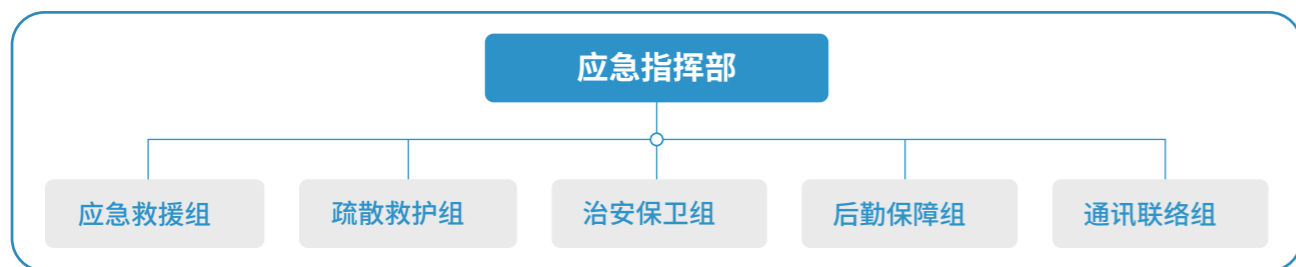 应急指挥部
应急救援组
疏散救护组
治安保卫组
后勤保障组
通讯联络组